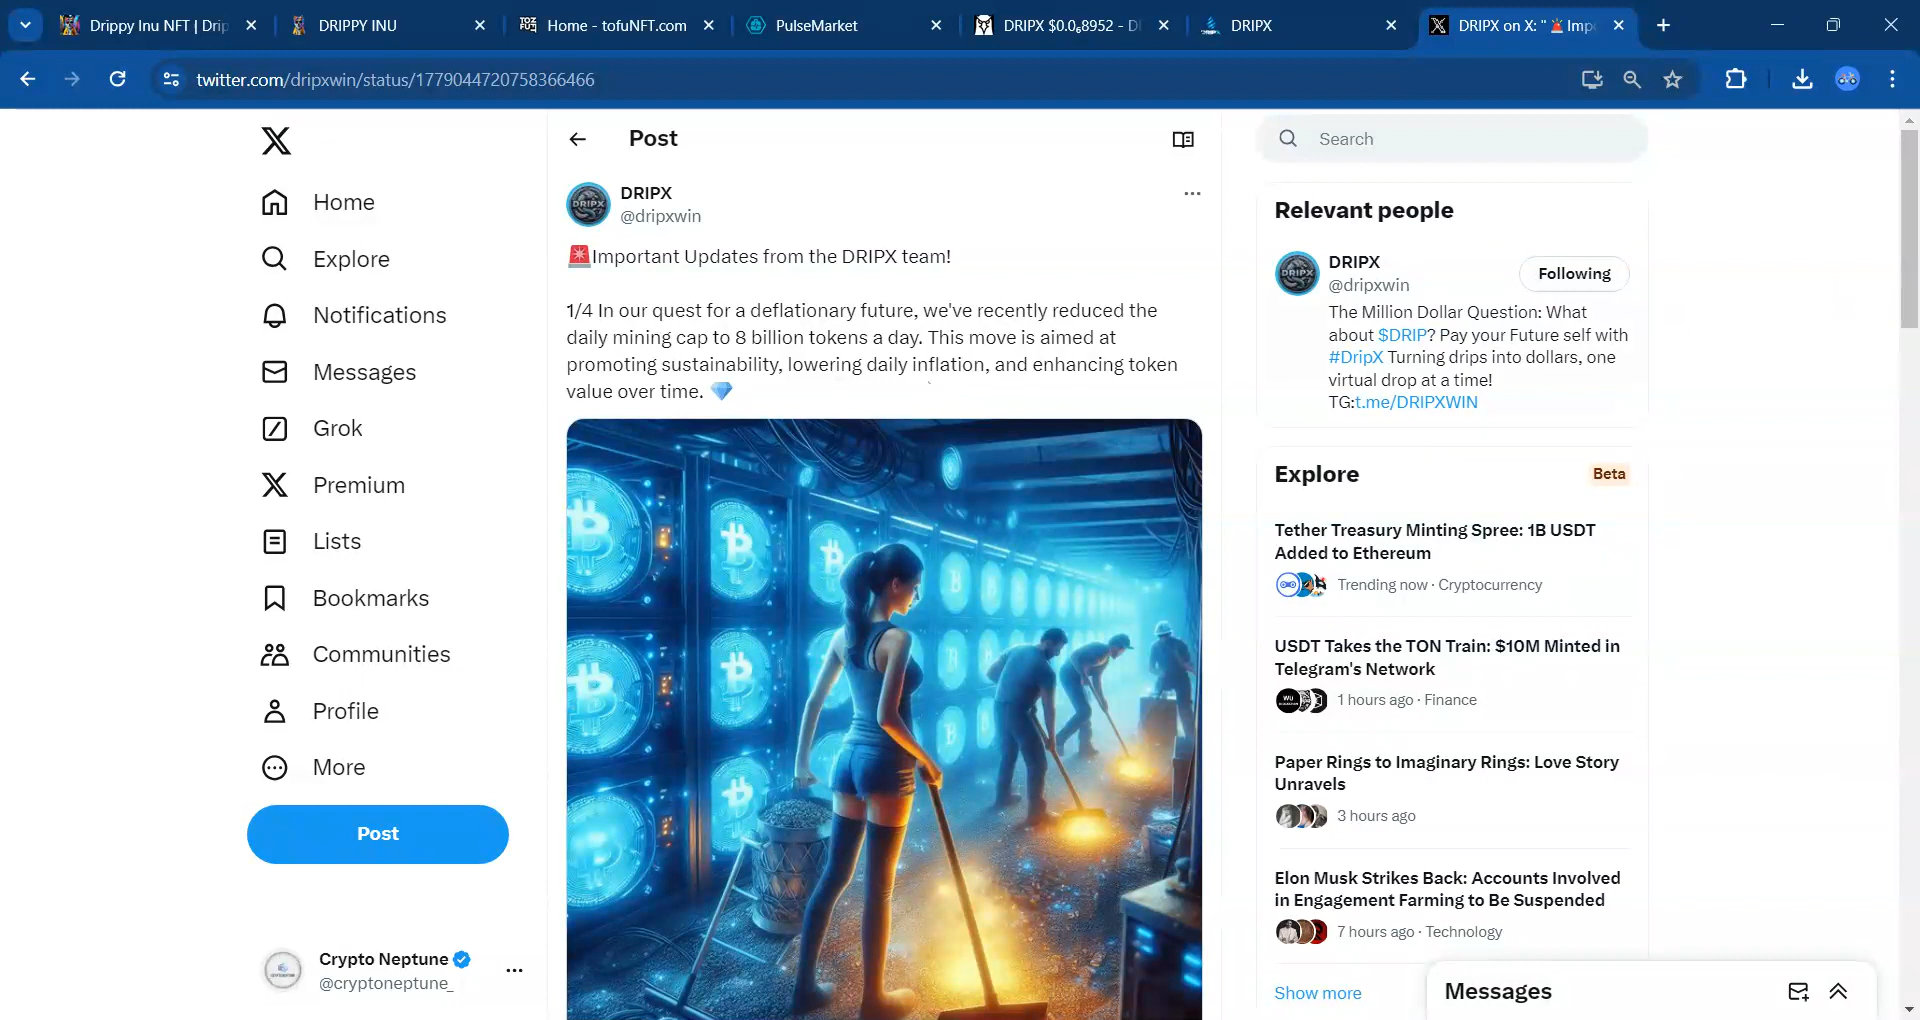 Drippy Inu NFT | Drip
DRIPPY INU
TOFU Home - tofuNFT.com
PulseMarket
DRIPX $0.0₆8952 - D
DRIPX
DRIPX on X: "🚨Imp
twitter.com/dripxwin/status/1779044720758366466
Home
Explore
Notifications
Messages
Grok
Premium
Lists
Bookmarks
Communities
Profile
More
Post
Crypto Neptune
@cryptoneptune_
Post
DRIPX
@dripxwin
🚨Important Updates from the DRIPX team!
1/4 In our quest for a deflationary future, we've recently reduced the
daily mining cap to 8 billion tokens a day. This move is aimed at
promoting sustainability, lowering daily inflation, and enhancing token
value over time. 💎
Search
Relevant people
DRIPX
@dripxwin
Following
The Million Dollar Question: What
about $DRIP? Pay your Future self with
#DripX Turning drips into dollars, one
virtual drop at a time!
TG:t.me/DRIPXWIN
Explore
Beta
Tether Treasury Minting Spree: 1B USDT
Added to Ethereum
Trending now · Cryptocurrency
USDT Takes the TON Train: $10M Minted in
Telegram's Network
1 hours ago · Finance
Paper Rings to Imaginary Rings: Love Story
Unravels
3 hours ago
Elon Musk Strikes Back: Accounts Involved
in Engagement Farming to Be Suspended
7 hours ago · Technology
Show more
Messages